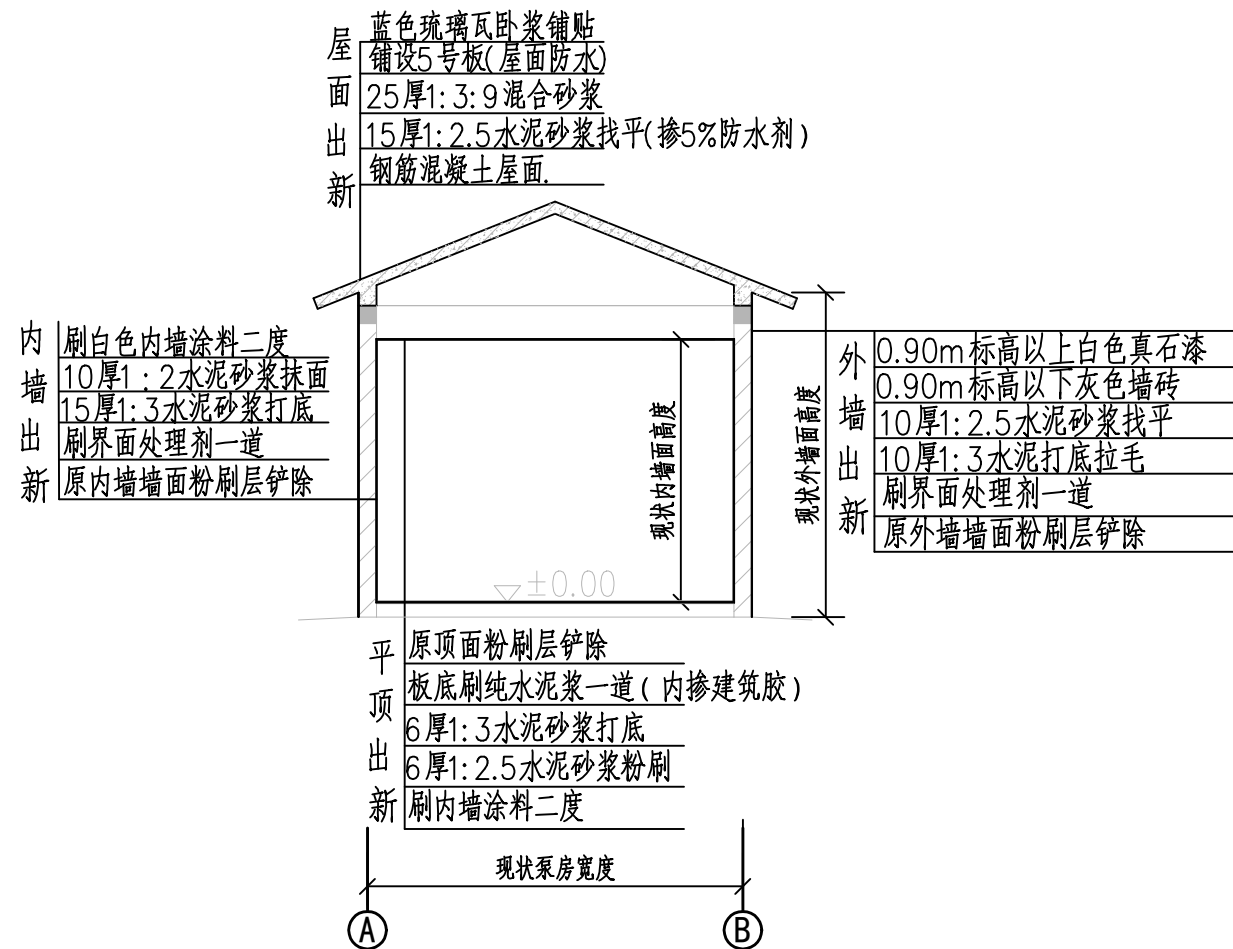 屋面出新
蓝色琉璃瓦卧浆铺贴
铺设5号板(屋面防水)
25厚1:3:9混合砂浆
15厚1:2.5水泥砂浆找平(掺5%防水剂)
钢筋混凝土屋面.
内墙出新
刷白色内墙涂料二度
10厚1:2水泥砂浆抹面
15厚1:3水泥砂浆打底
刷界面处理剂一道
原内墙墙面粉刷层铲除
现状内墙面高度
±0.00
现状外墙面高度
外墙出新
0.90m标高以上白色真石漆
0.90m标高以下灰色墙砖
10厚1:2.5水泥砂浆找平
10厚1:3水泥打底拉毛
刷界面处理剂一道
原外墙墙面粉刷层铲除
平顶出新
原顶面粉刷层铲除
板底刷纯水泥浆一道(内掺建筑胶)
6厚1:3水泥砂浆打底
6厚1:2.5水泥砂浆粉刷
刷内墙涂料二度
现状泵房宽度
A
B